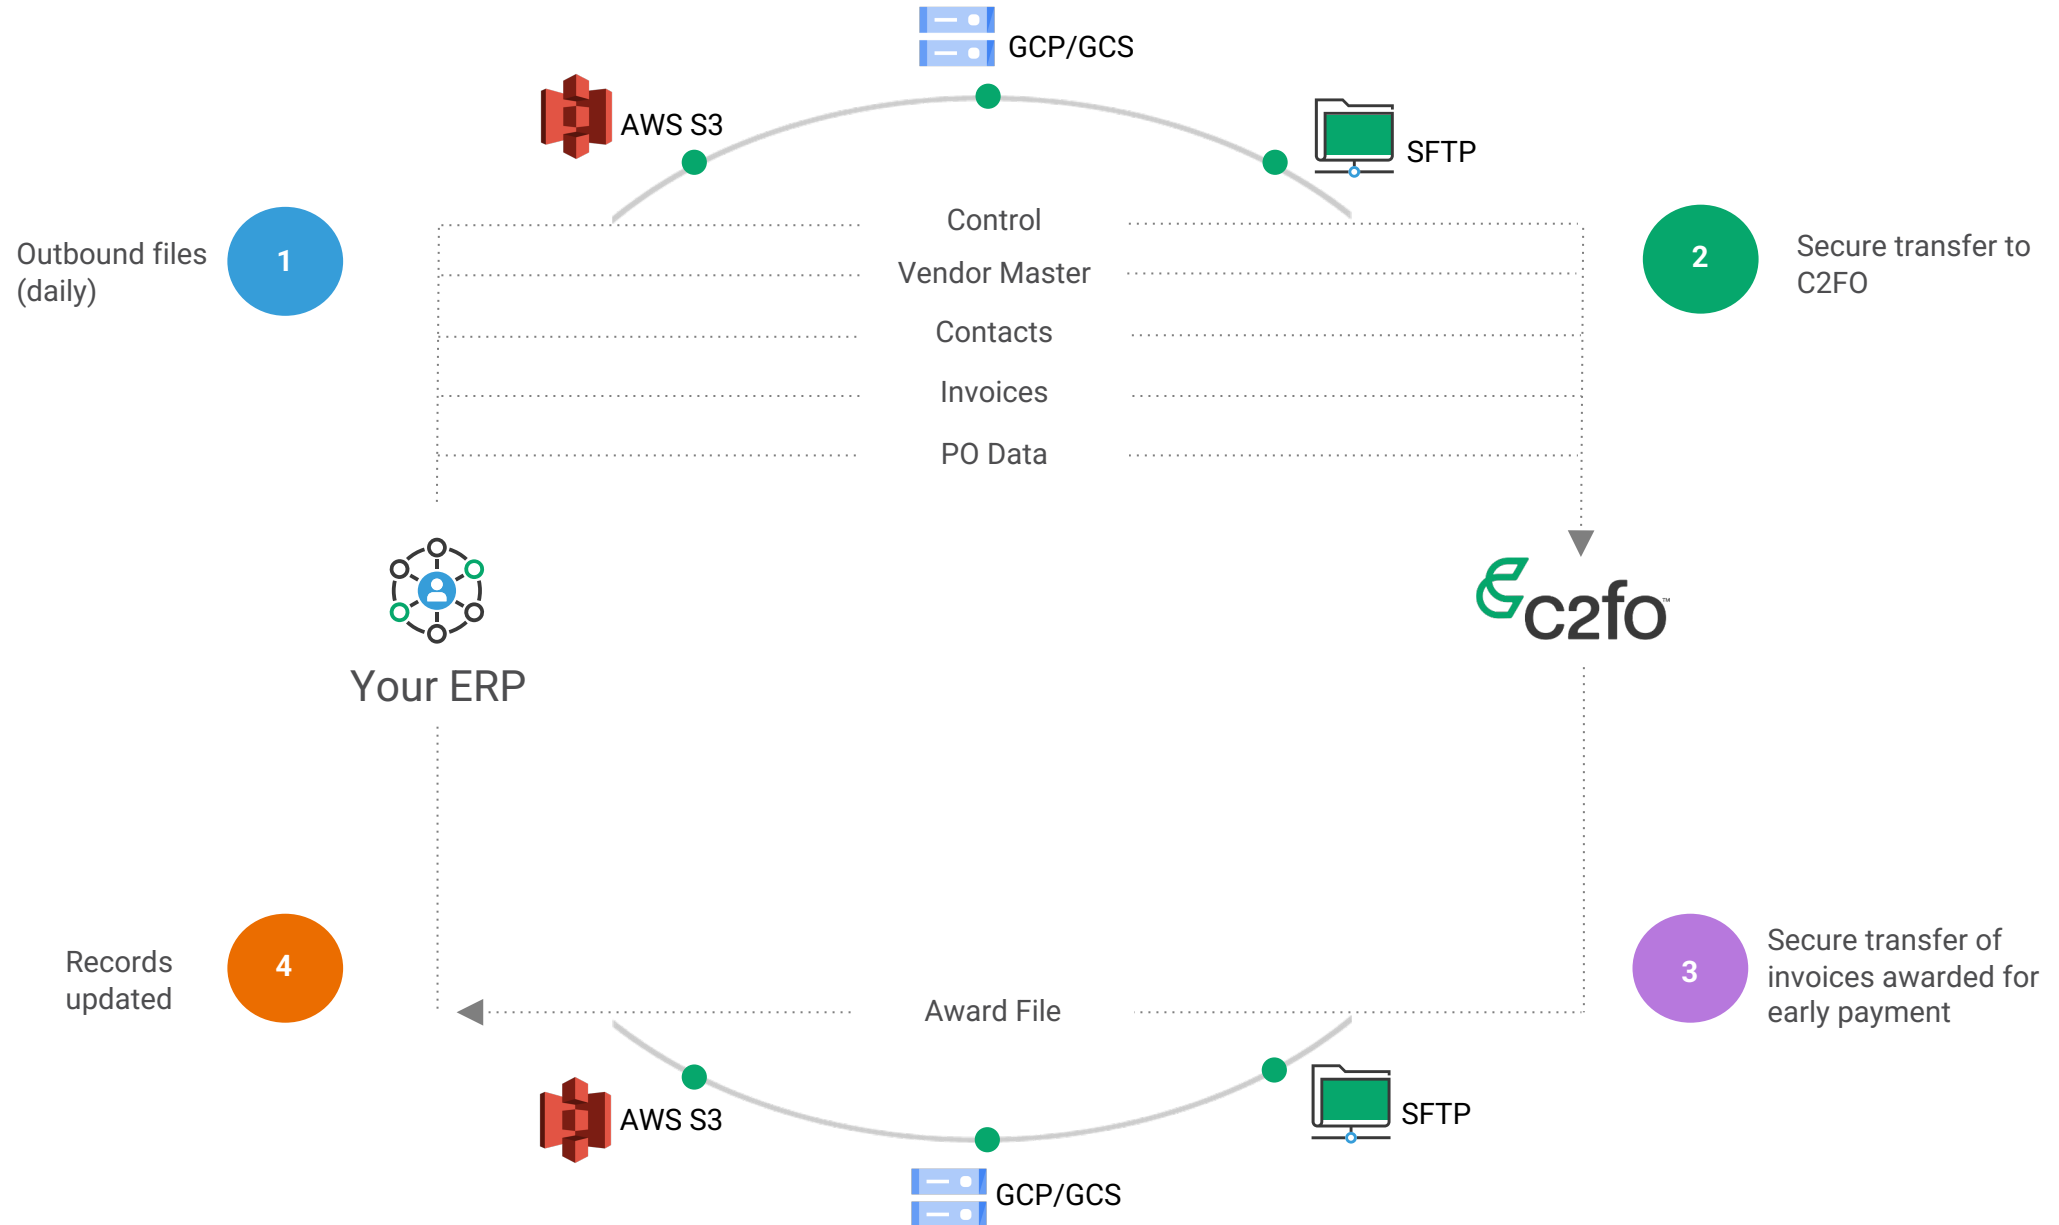 GCP/GCS
AWS S3
SFTP
Control
Outbound files
(daily)
1
2
Secure transfer to
C2FO
Vendor Master
Contacts
Invoices
PO Data
c2fo™
Your ERP
Records
updated
4
Award File
3
Secure transfer of
invoices awarded for
early payment
AWS S3
SFTP
GCP/GCS